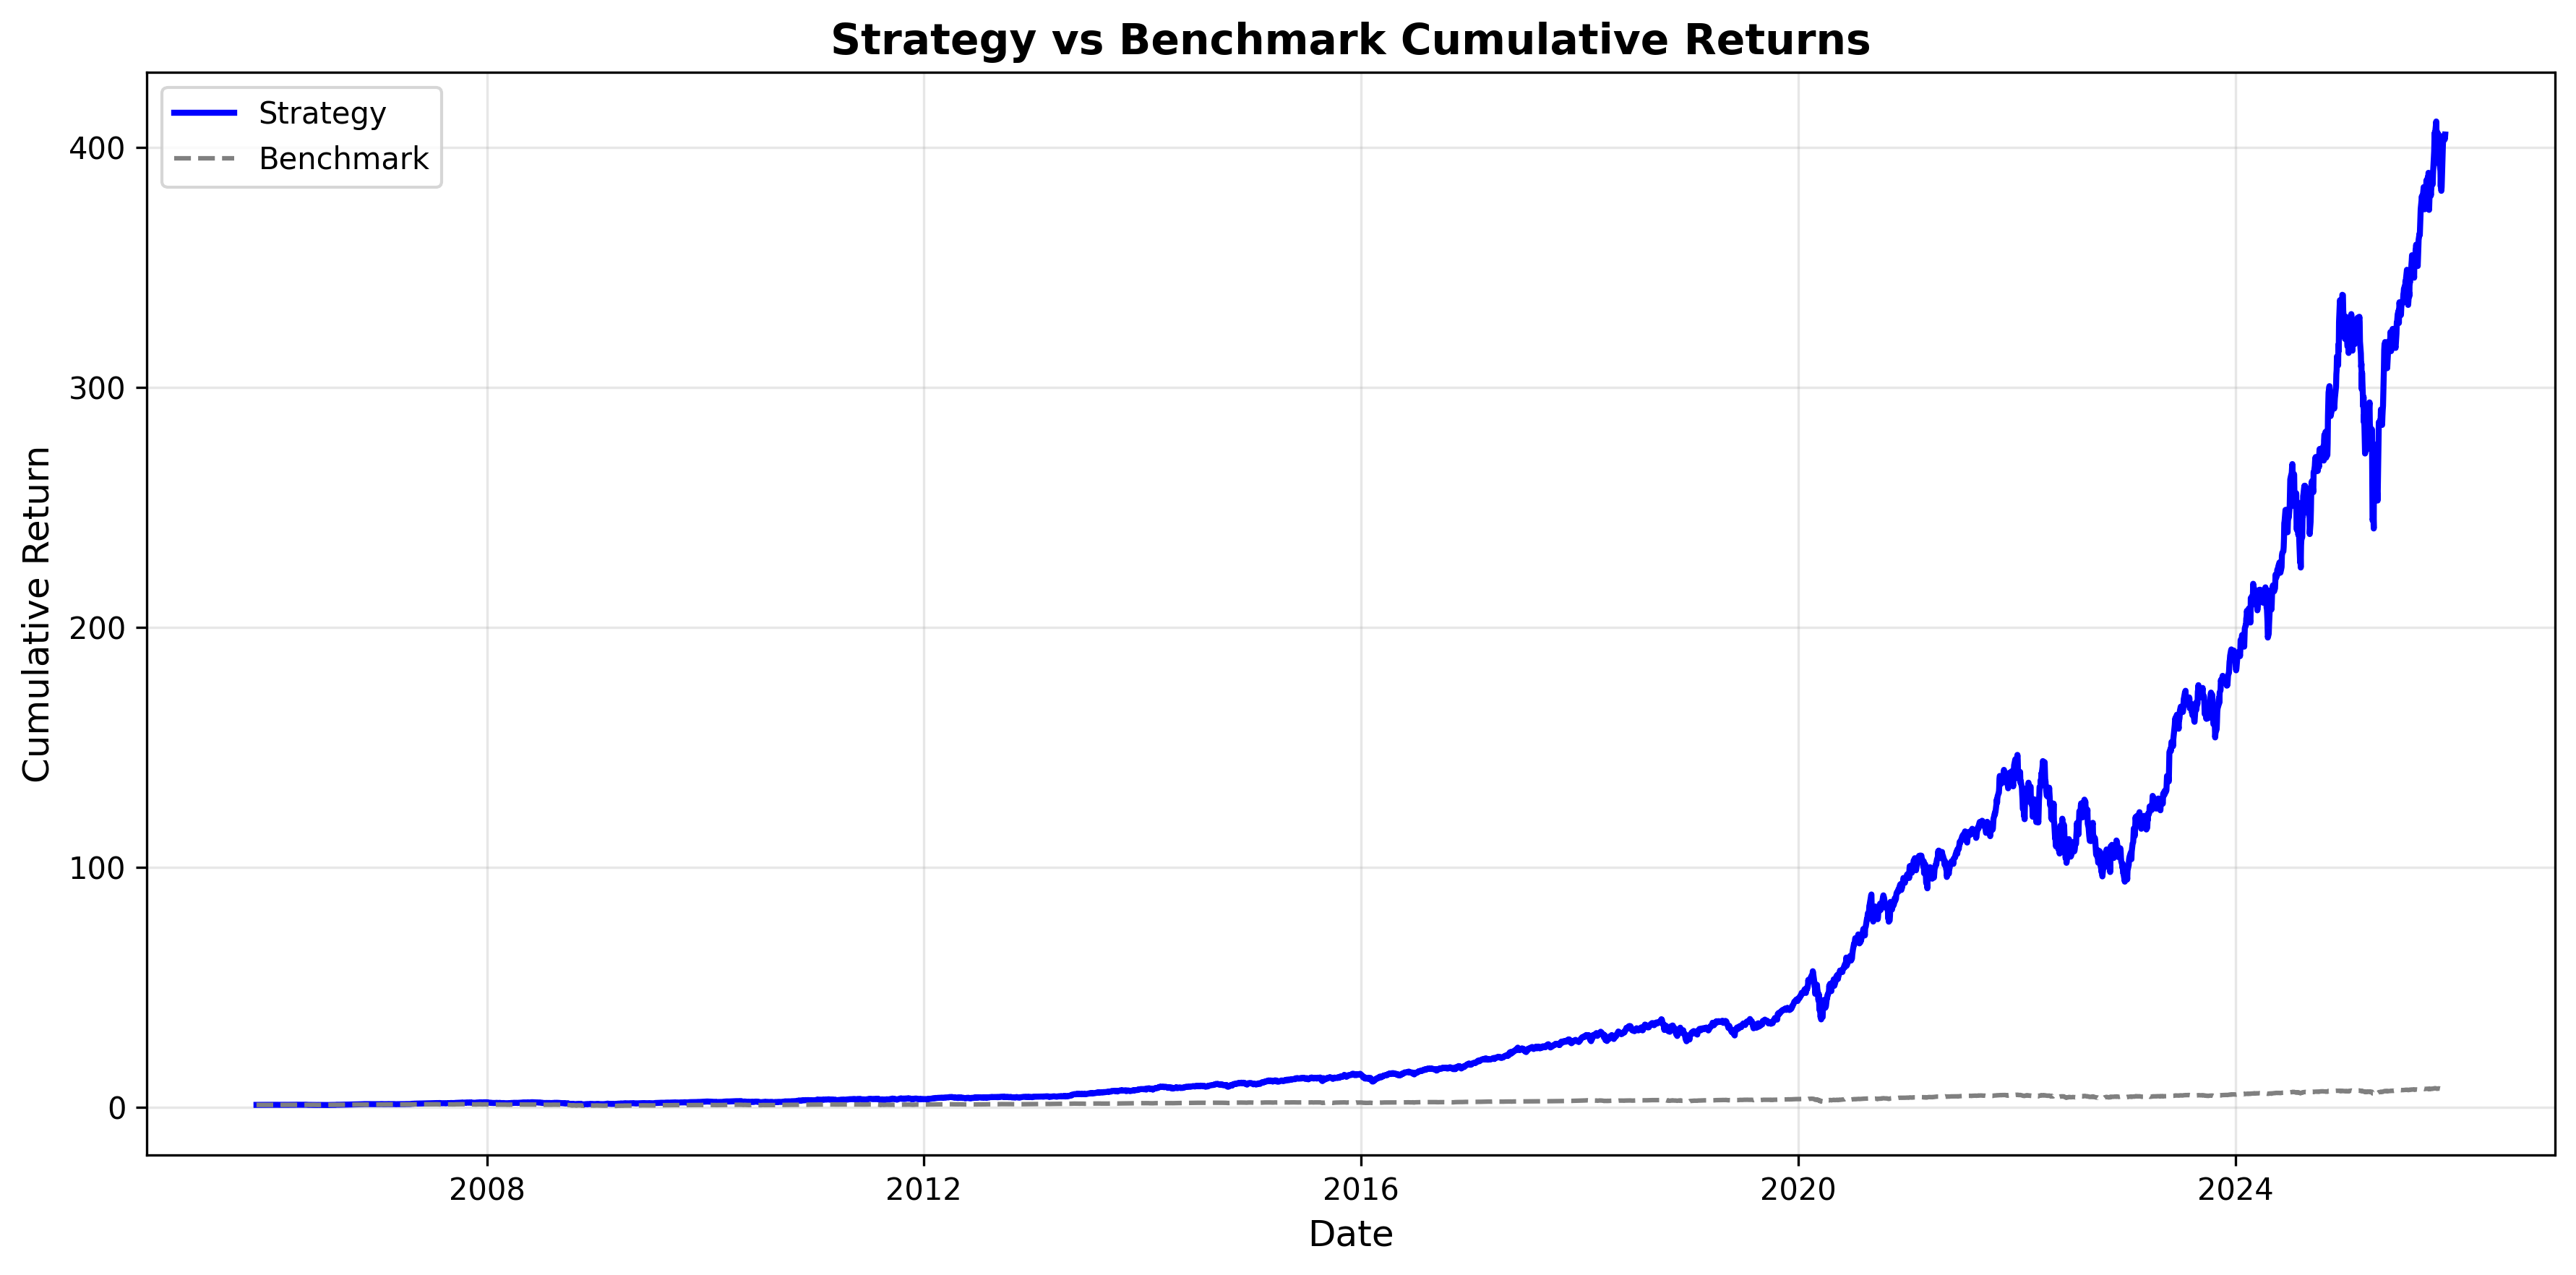 Strategy vs Benchmark Cumulative Returns
Strategy
Benchmark
Cumulative Return
400
300
200
100
0
2008 2012 2016 2020 2024
Date